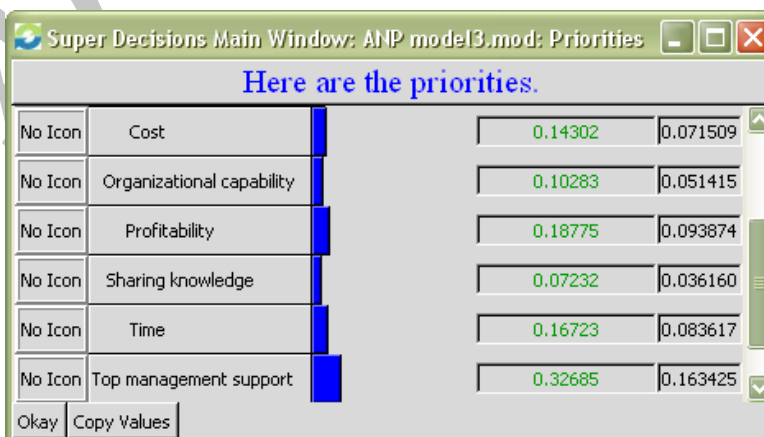 Super Decisions Main Window: ANP model3.mod: Priorities
Here are the priorities.
No Icon Cost 0.14302 0.071509
No Icon Organizational capability 0.10283 0.051415
No Icon Profitability 0.18775 0.093874
No Icon Sharing knowledge 0.07232 0.036160
No Icon Time 0.16723 0.083617
No Icon Top management support 0.32685 0.163425
Okay Copy Values